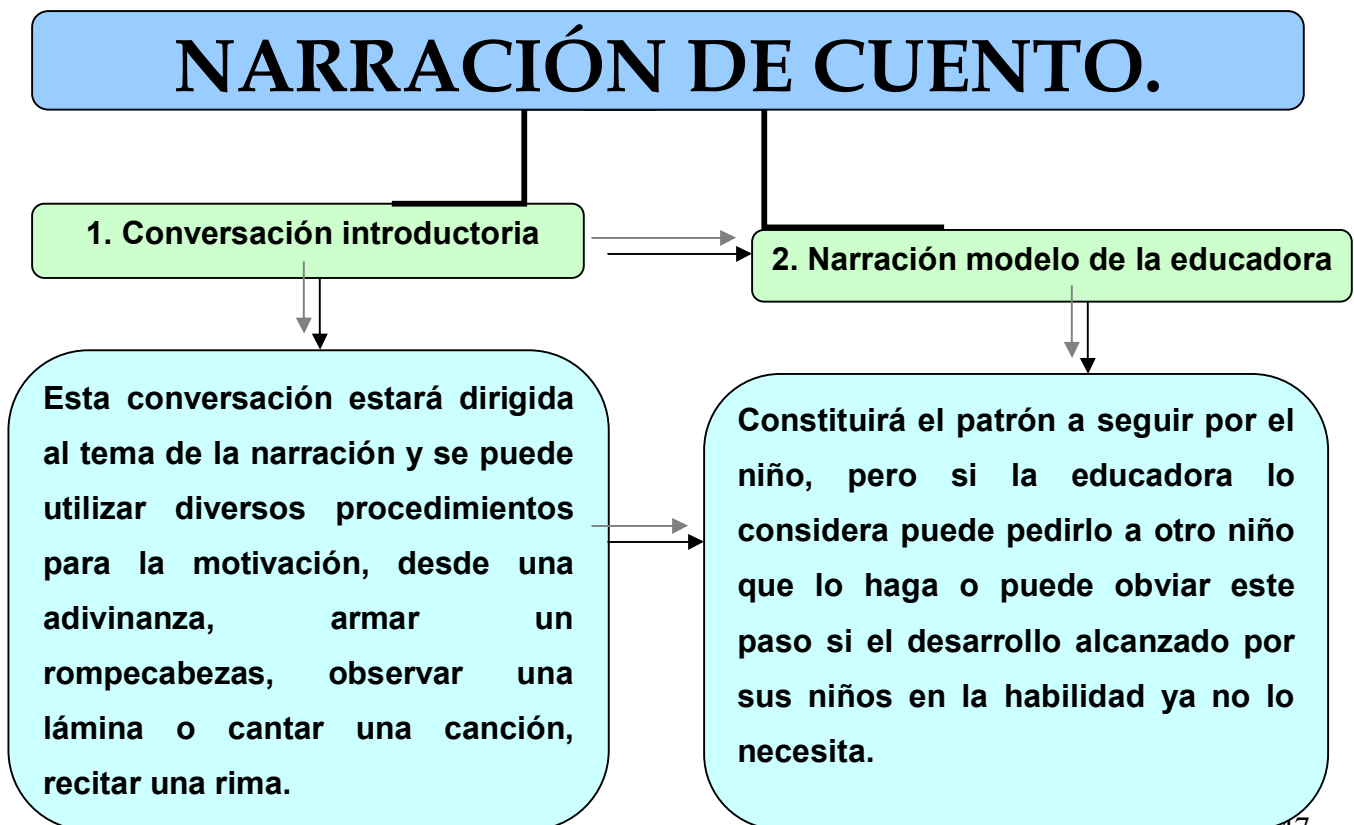 NARRACIÓN DE CUENTO.
1. Conversación introductoria
2. Narración modelo de la educadora
Esta conversación estará dirigida
al tema de la narración y se puede
utilizar diversos procedimientos
para la motivación, desde una
adivinanza, armar un
rompecabezas, observar una
lámina o cantar una canción,
recitar una rima.
Constituirá el patrón a seguir por el
niño, pero si la educadora lo
considera puede pedirlo a otro niño
que lo haga o puede obviar este
paso si el desarrollo alcanzado por
sus niños en la habilidad ya no lo
necesita.